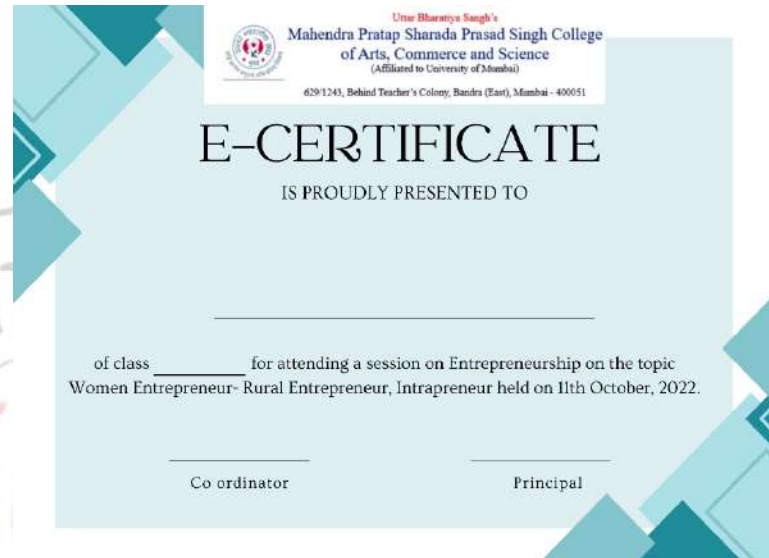 Uttar Bharatiya Sangh's
Mahendra Pratap Sharada Prasad Singh College
of Arts, Commerce and Science
(Affiliated to University of Mumbai)
629/1243, Behind Teacher's Colony, Bandra (East), Mumbai - 400051
E-CERTIFICATE
IS PROUDLY PRESENTED TO
of class for attending a session on Entrepreneurship on the topic
Women Entrepreneur- Rural Entrepreneur, Intrapreneur held on 11th October, 2022.
Co ordinator Principal